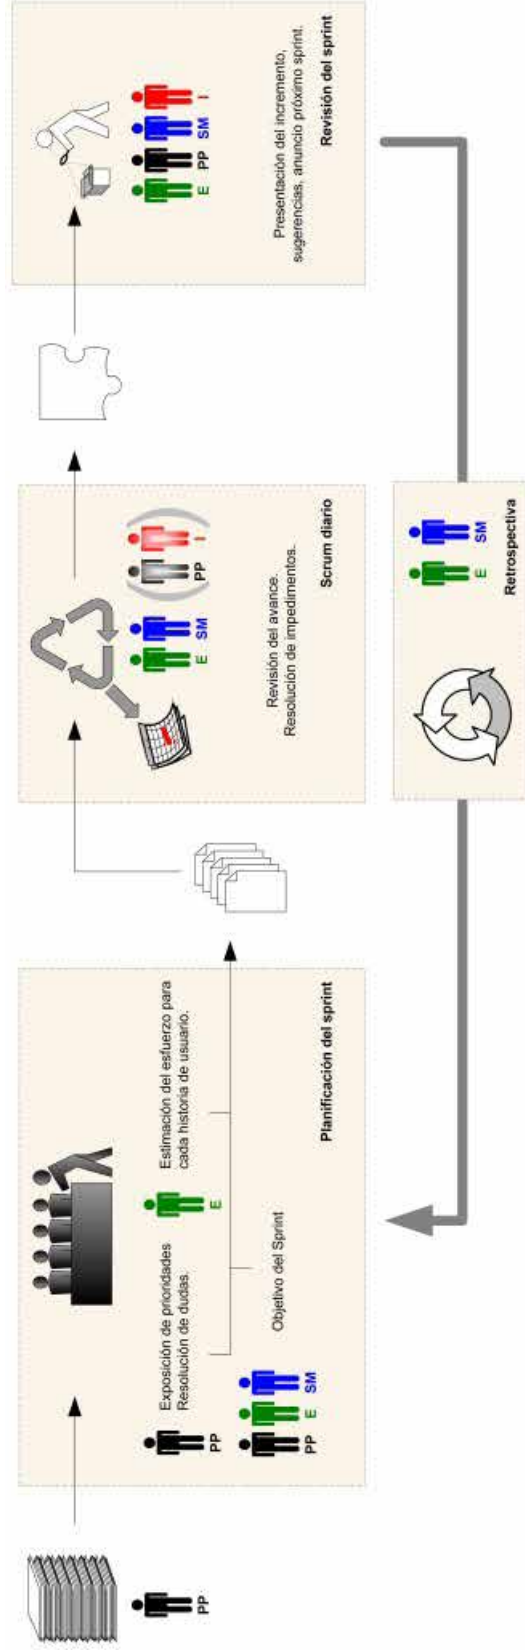 PP
Exposición de prioridades
Resolución de dudas
PP
E
Estimación del esfuerzo para
cada historia de usuario.
Objetivo del Sprint
PP
E
SM
Planificación del sprint
E
SM
PP
I
Revisión del avance.
Resolución de impedimentos.
Scrum diario
E
PP
SM
I
Presentación del incremento,
sugerencias, anuncio próximo sprint.
Revisión del sprint
E
SM
Retrospectiva